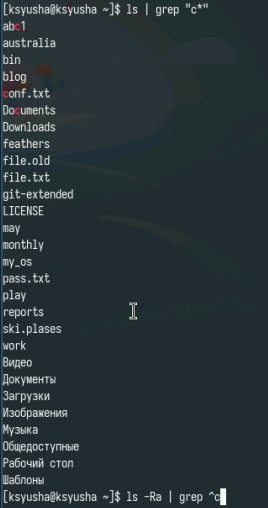 [ksyusha@ksyusha ~]$ ls | grep "c*"
abc1
australia
bin
blog
conf.txt
Documents
Downloads
feathers
file.old
file.txt
git-extended
LICENSE
may
monthly
my_os
pass.txt
play
reports
ski.plases
work
Видео
Документы
Загрузки
Изображения
Музыка
Общедоступные
Рабочий стол
Шаблоны
[ksyusha@ksyusha ~]$ ls -Ra | grep ^c